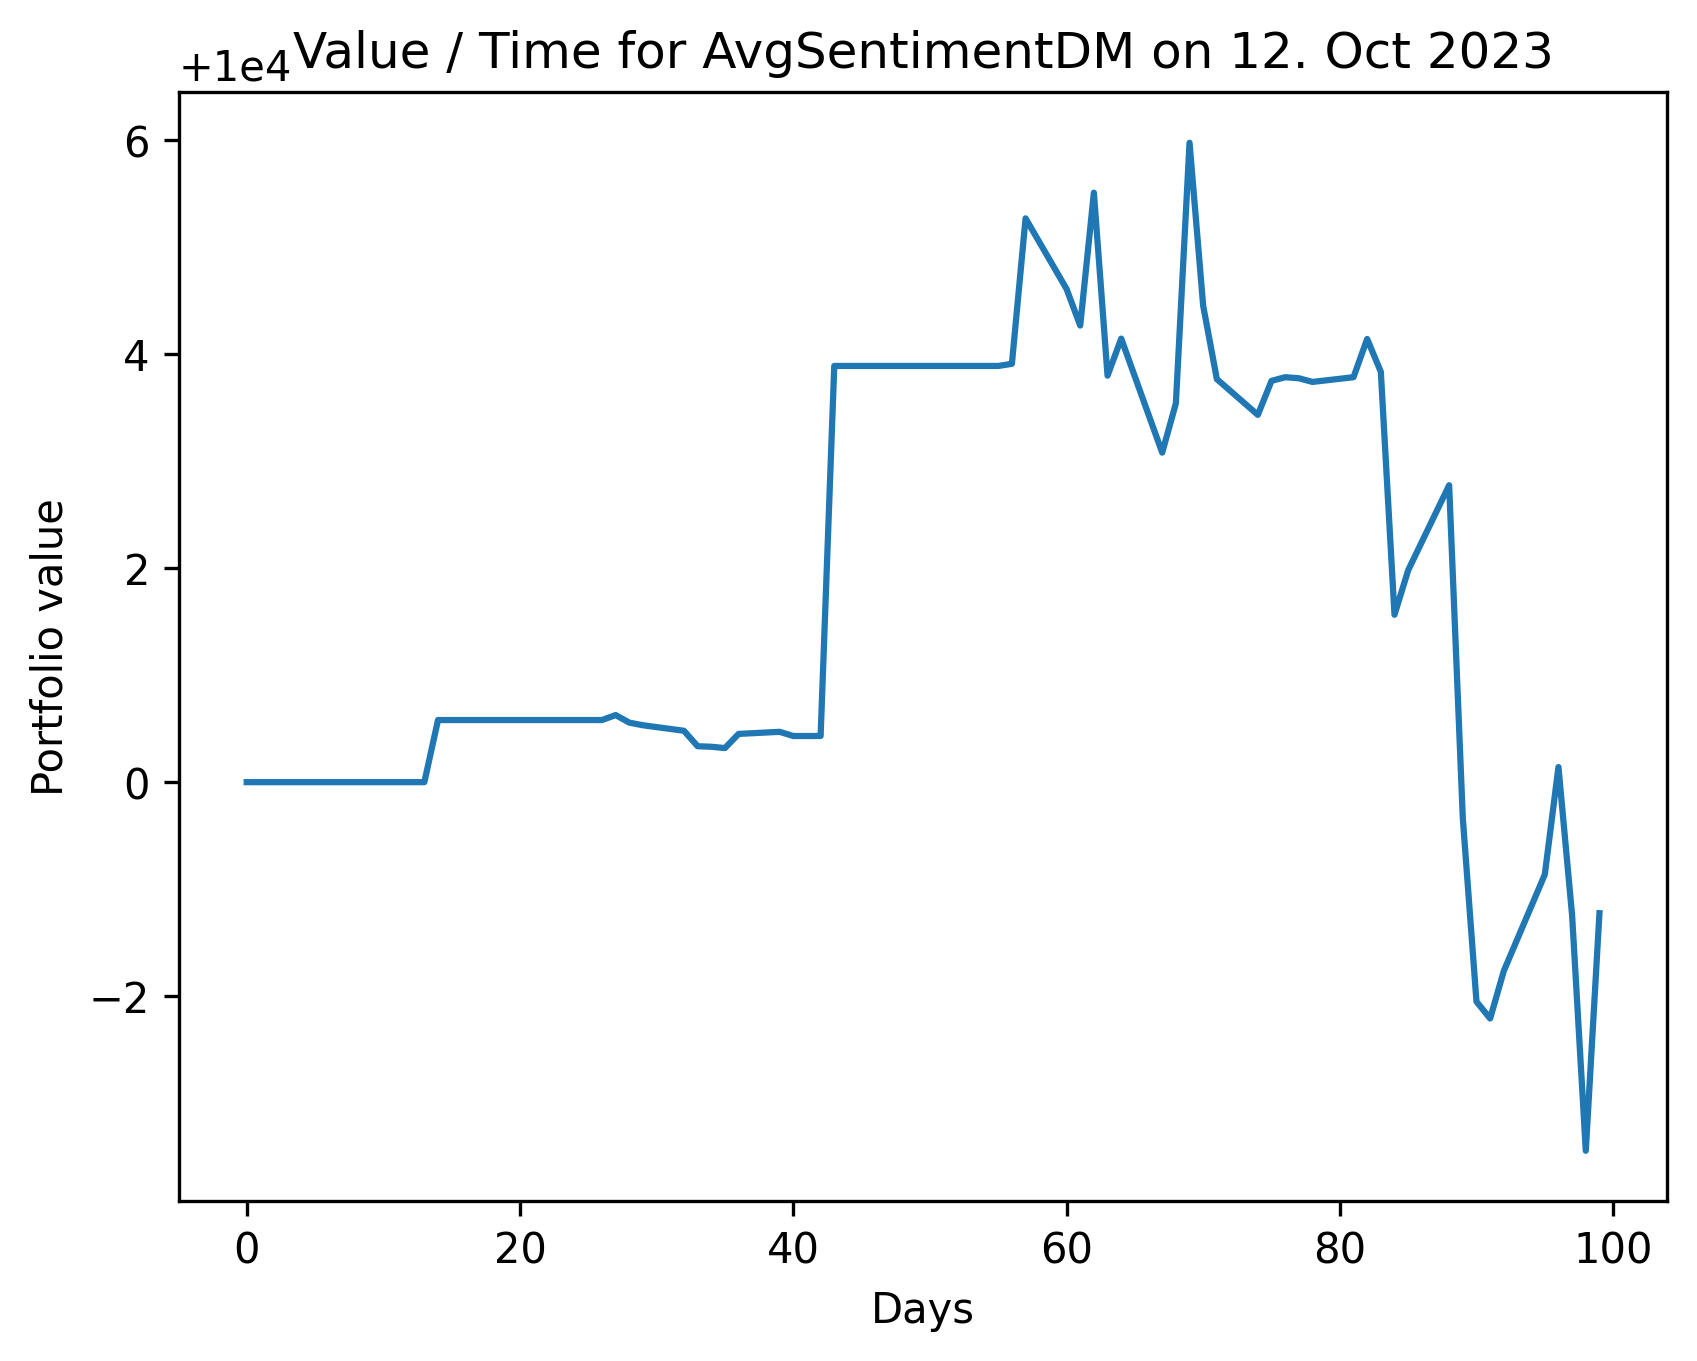 Value / Time for AvgSentimentDM on 12. Oct 2023
+1e4
6
4
2
0
−2
Portfolio value
0 20 40 60 80 100
Days